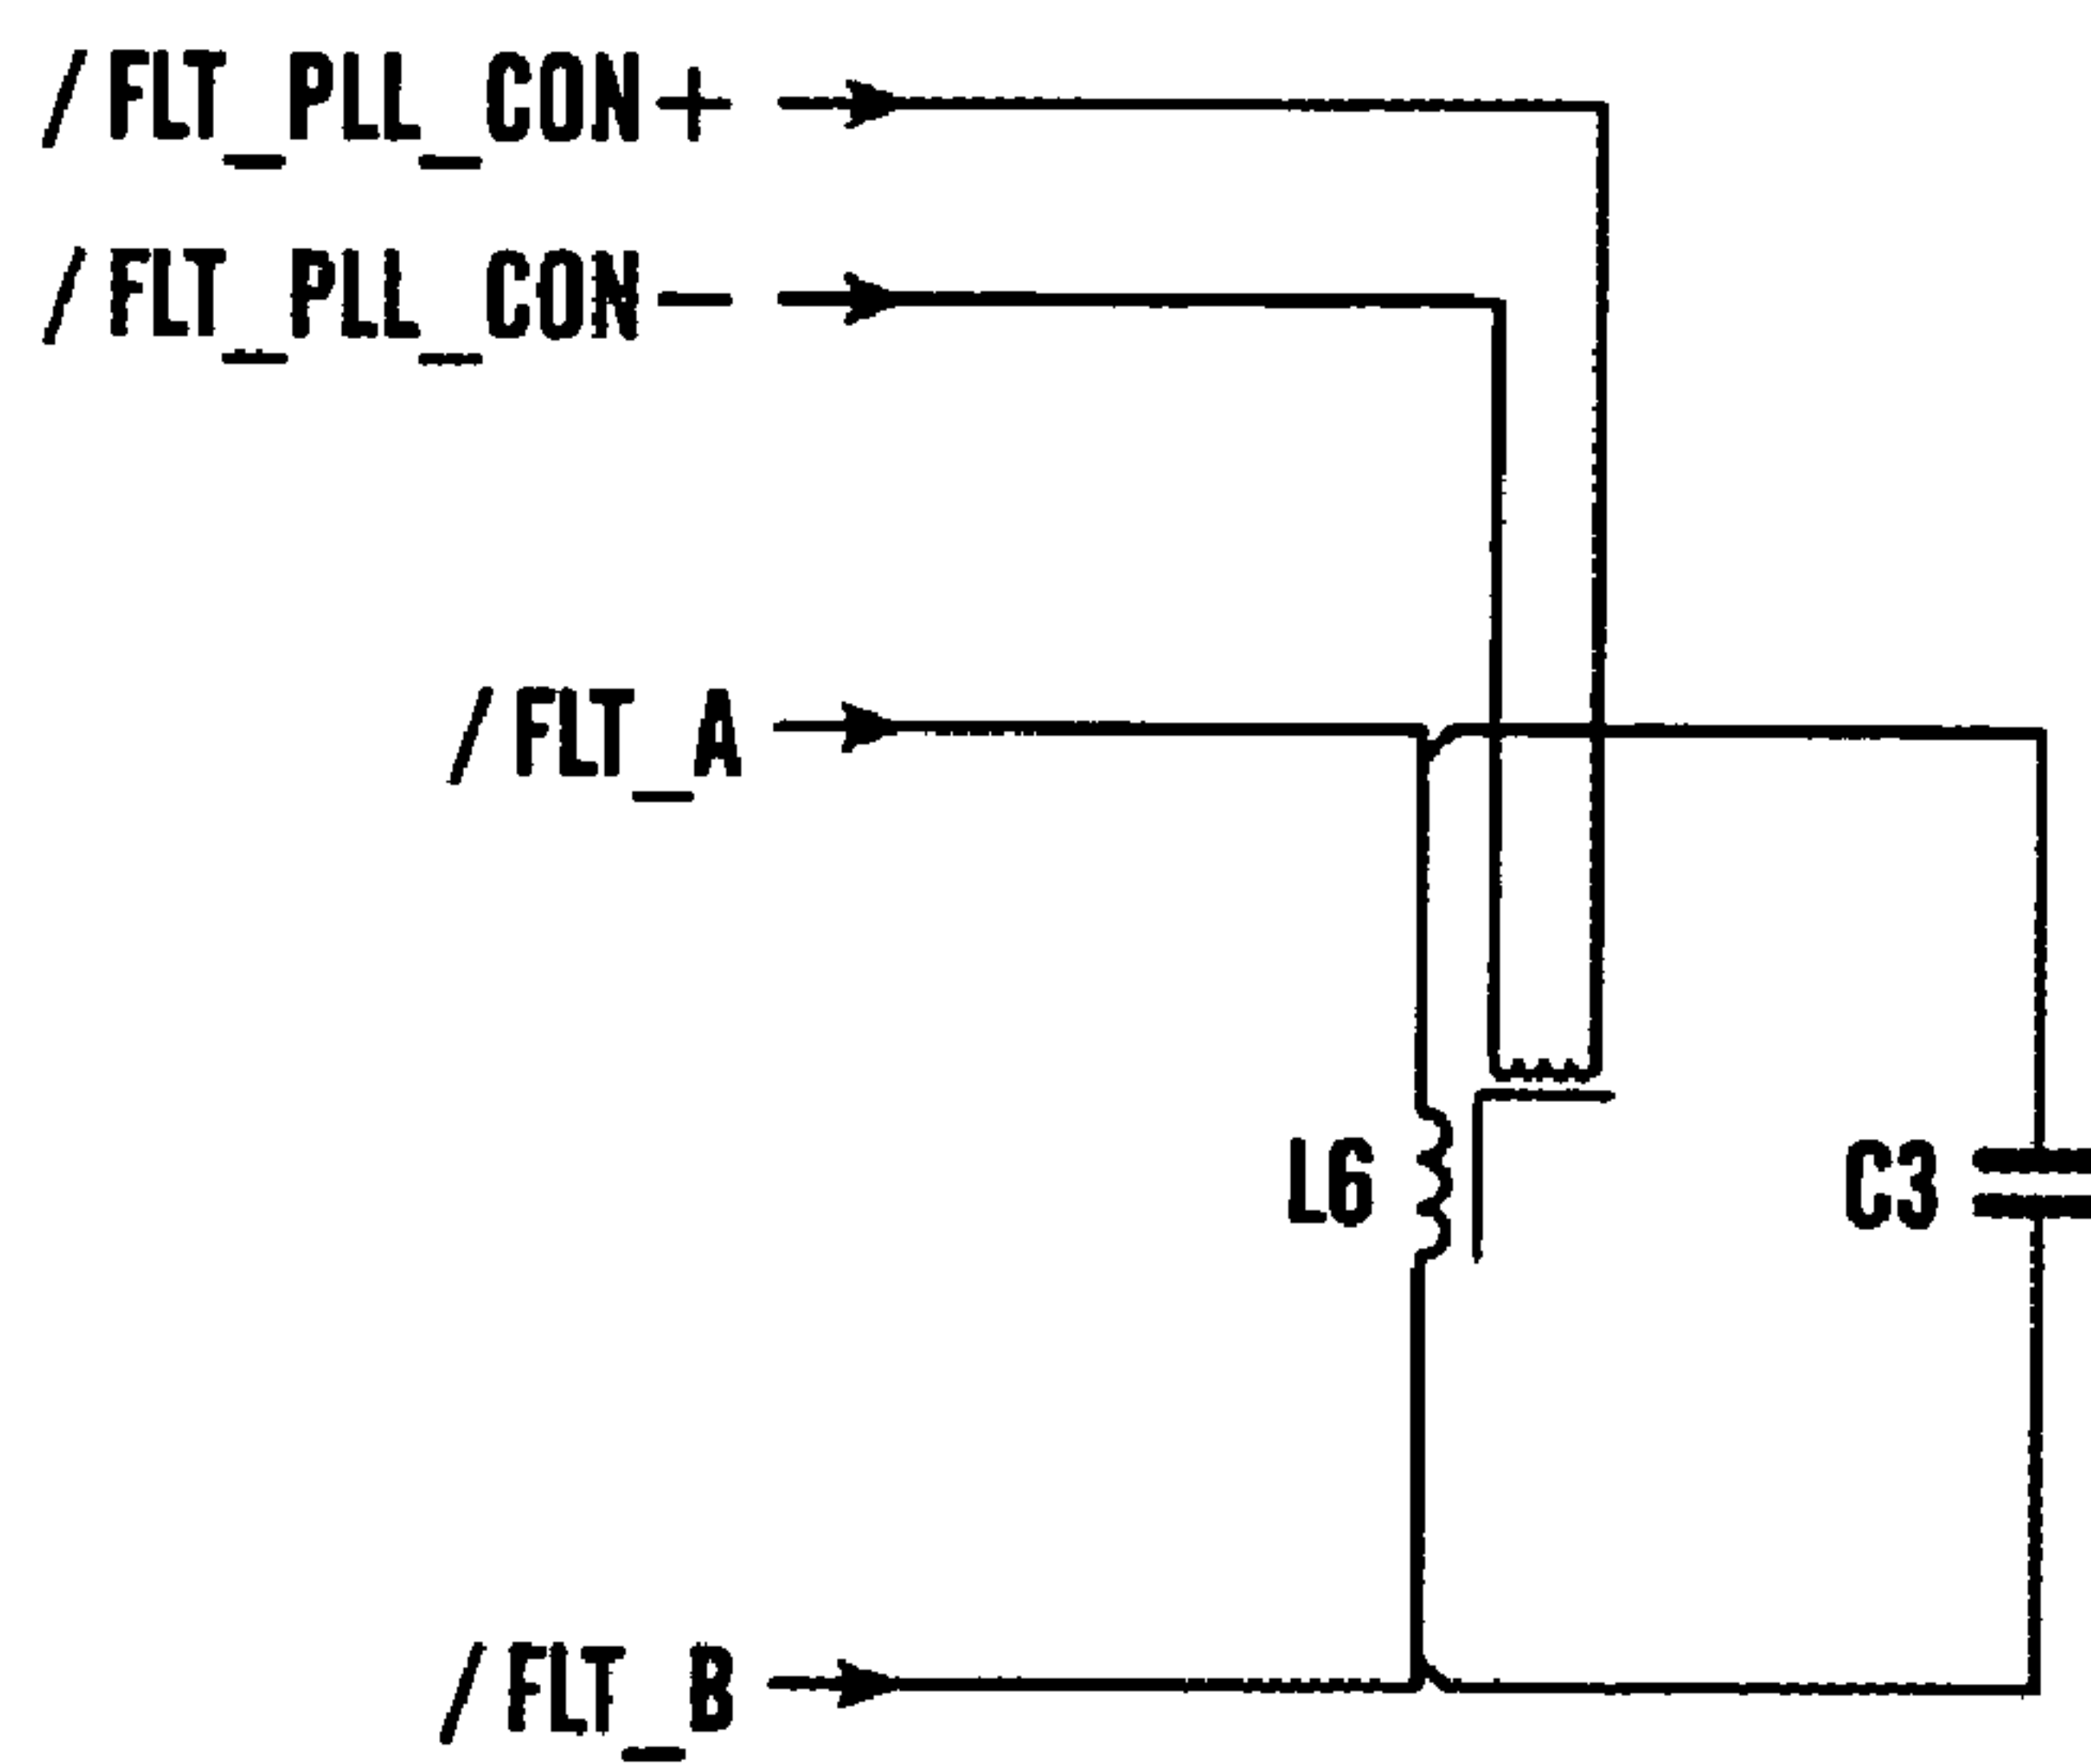 /FLT_PLL_CON+
/FLT_PLL_CON-
/FLT_A
L6
C3
/FLT_B